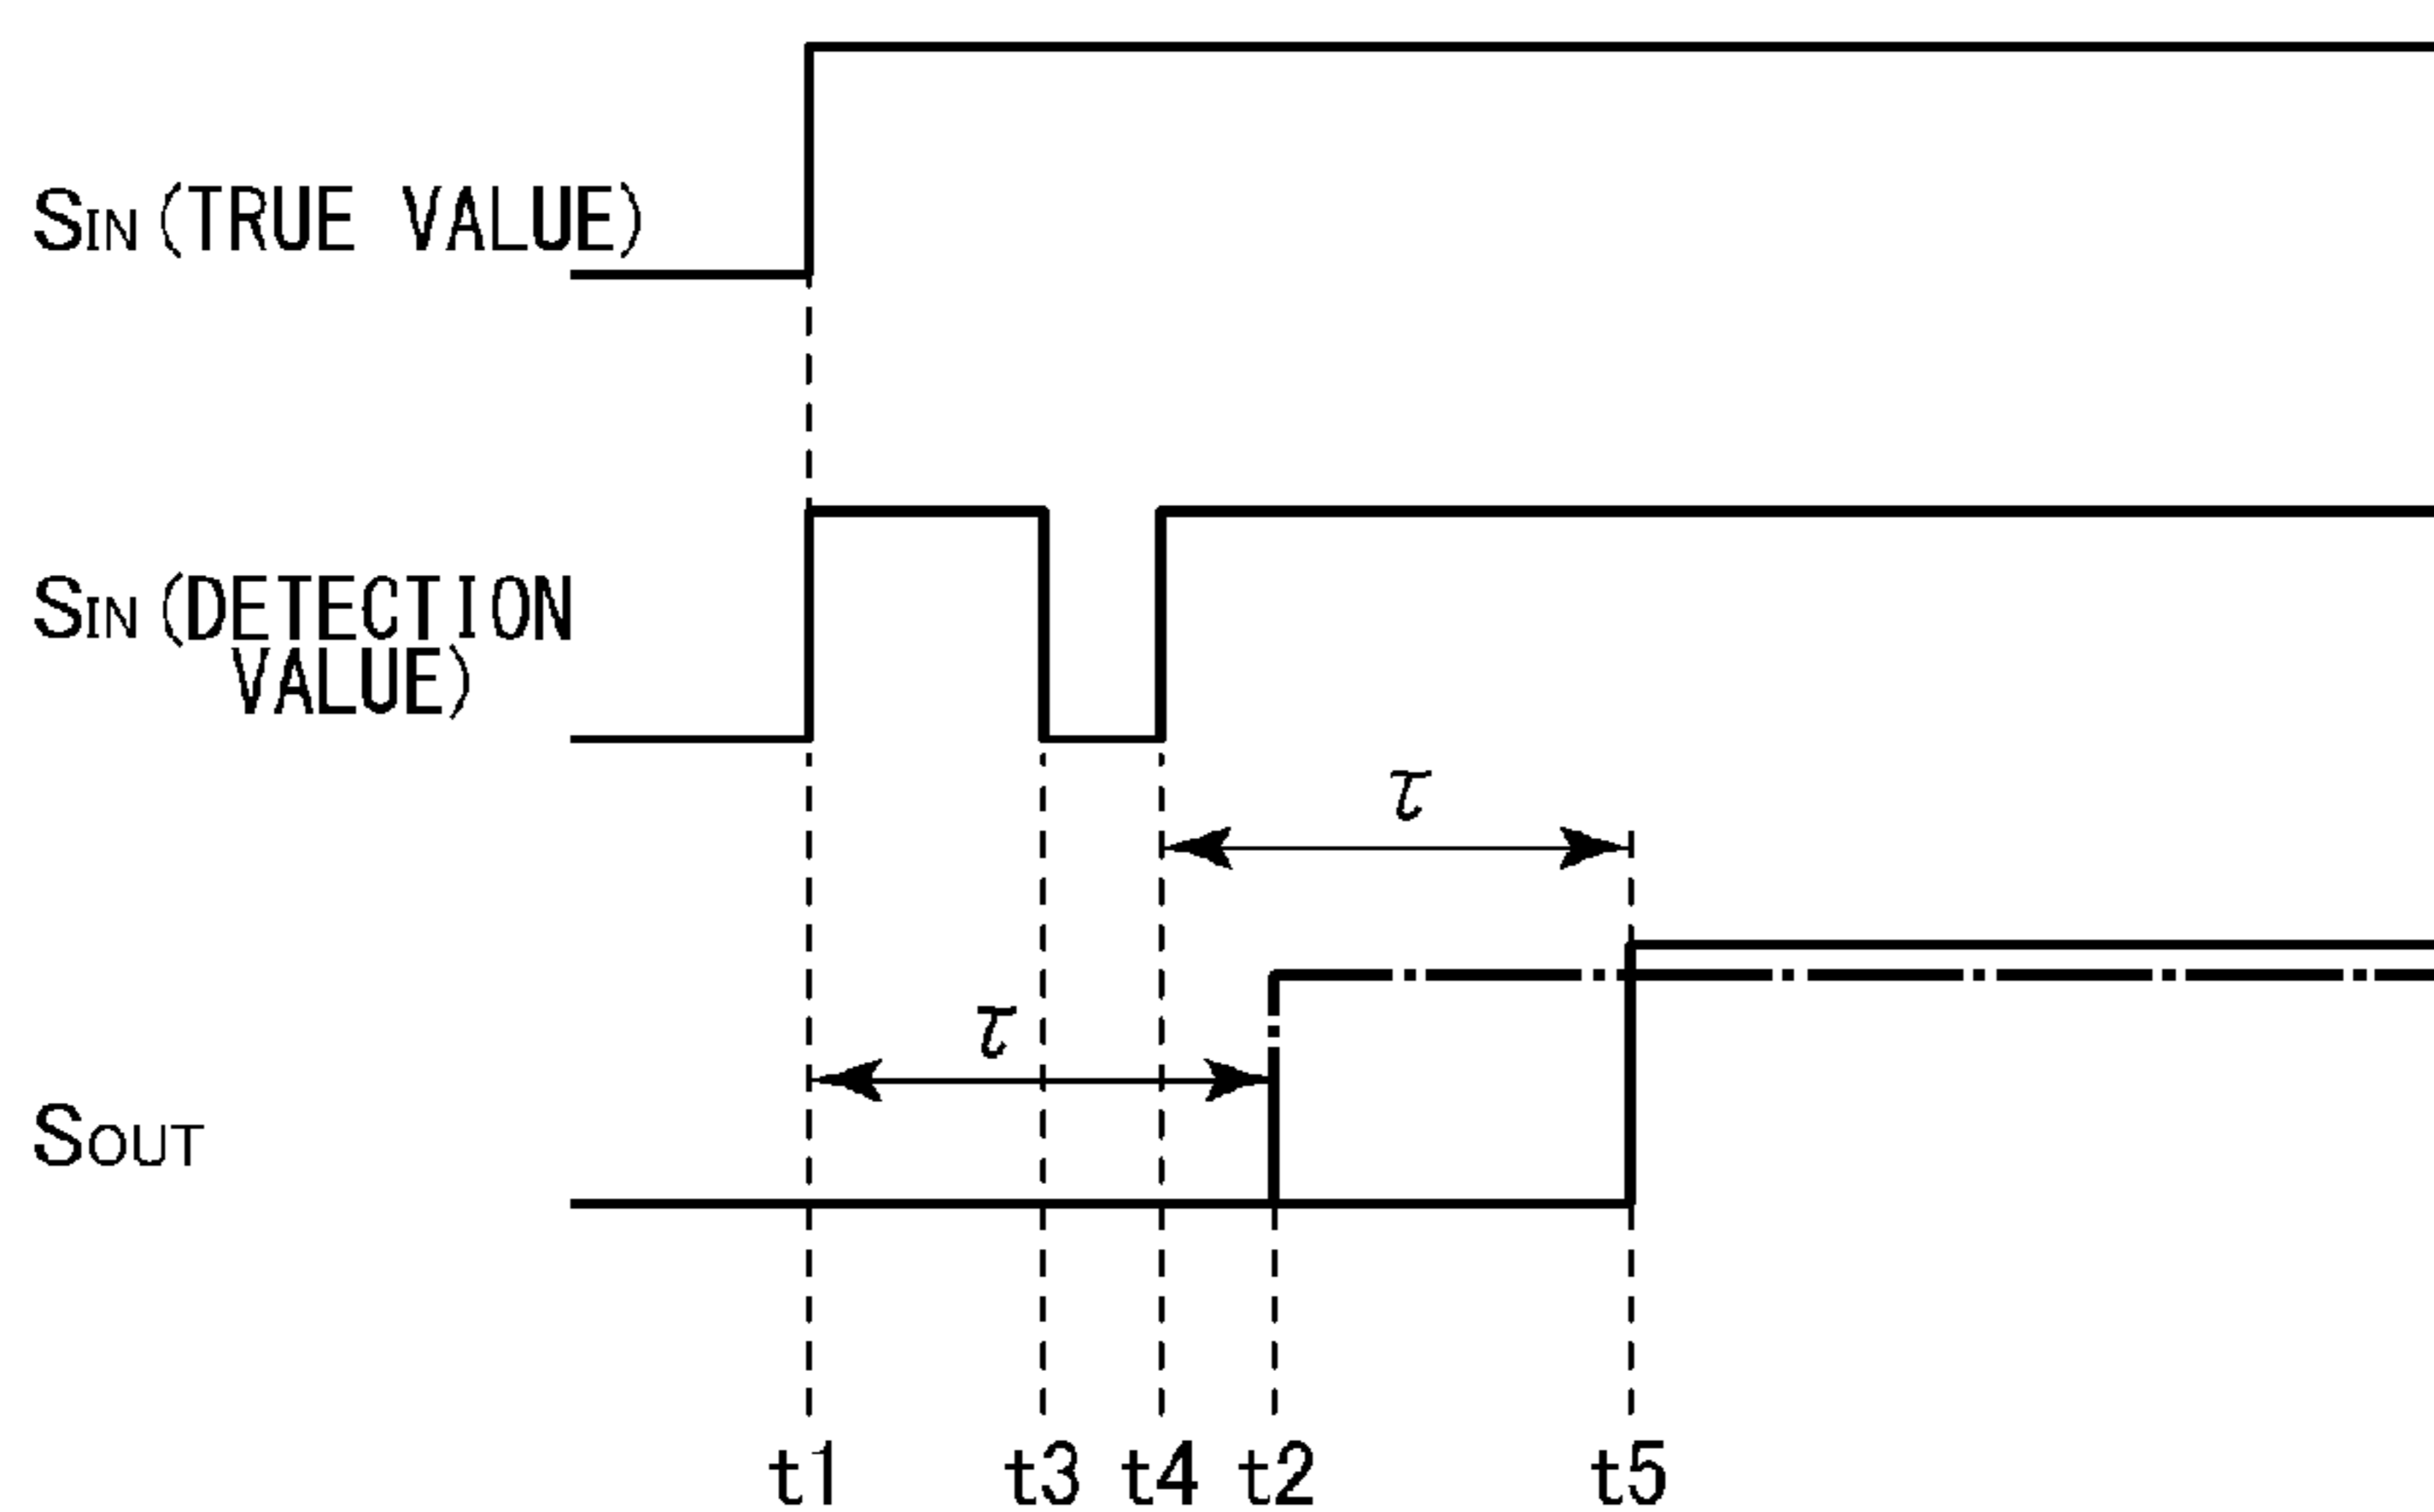 SIN (TRUE VALUE)
SIN (DETECTION
VALUE)
τ
τ
SOUT
t1 t3 t4 t2 t5